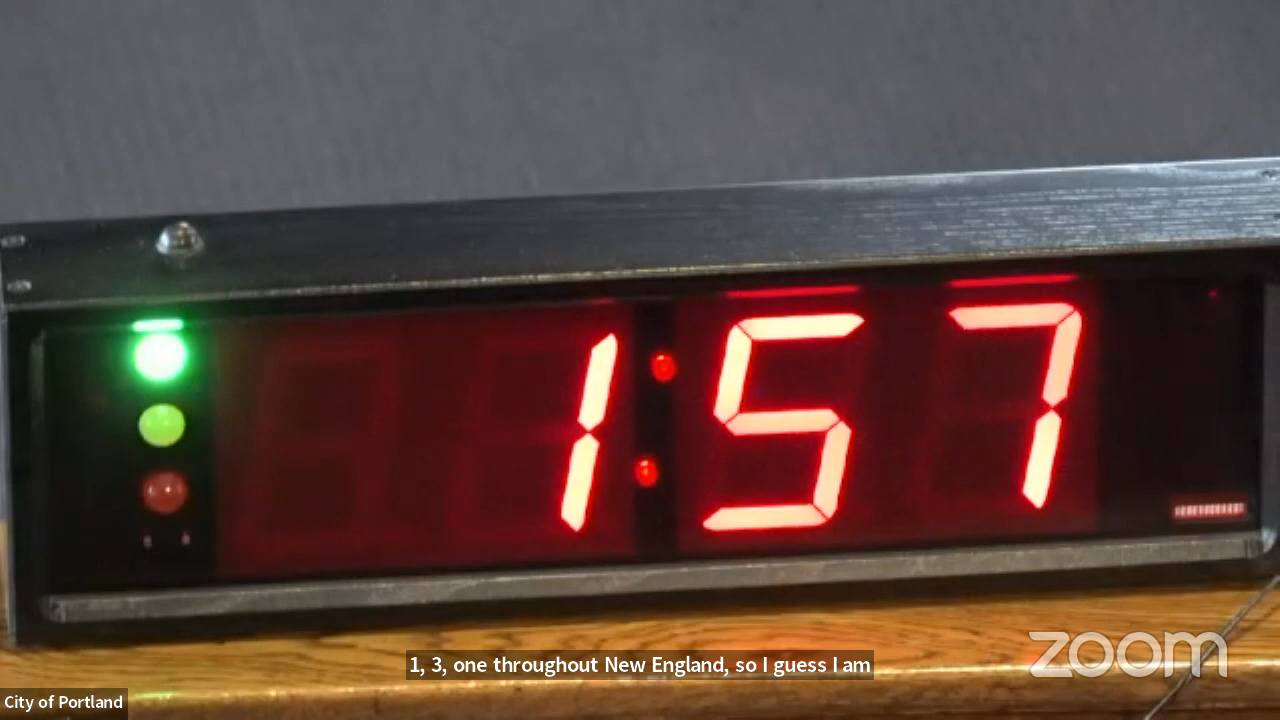 1:57
1, 3, one throughout New England, so I guess I am
zoom
City of Portland